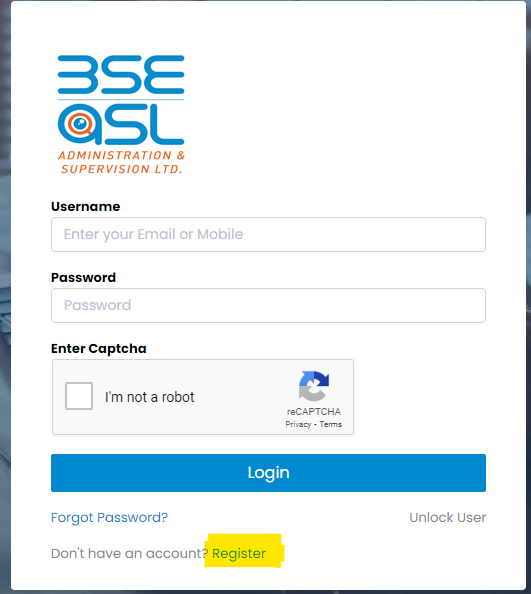 BSE
ASL
ADMINISTRATION &
SUPERVISION LTD.
Username
Enter your Email or Mobile
Password
Password
Enter Captcha
I'm not a robot
reCAPTCHA
Privacy - Terms
Login
Forgot Password? Unlock User
Don't have an account? Register